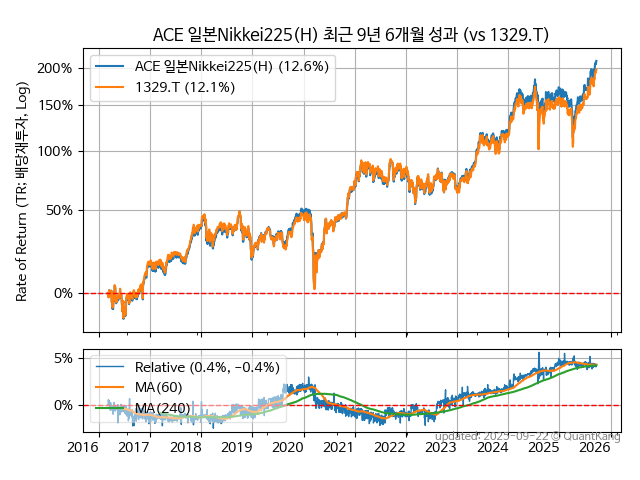 ACE 일본Nikkei225(H) 최근 9년 6개월 성과 (vs 1329.T)
Rate of Return (TR: 배당재투자, Log)
200%
150%
100%
50%
0%
ACE 일본Nikkei225(H) (12.6%)
1329.T (12.1%)
5%
0%
Relative (0.4%, -0.4%)
MA(60)
MA(240)
updated: 2025-09-22 © QuantKang
2016 2017 2018 2019 2020 2021 2022 2023 2024 2025 2026